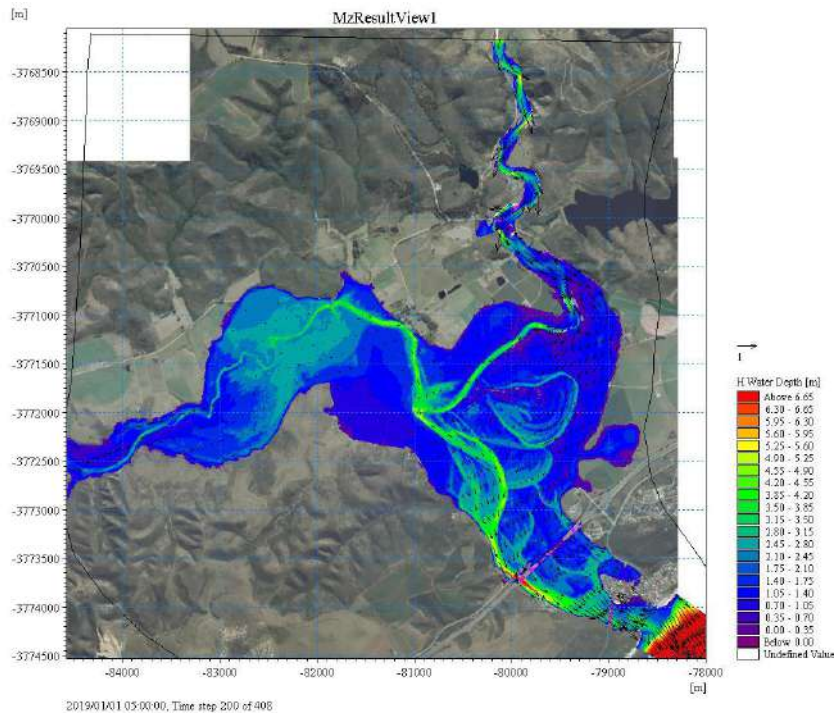 [m]
MzResultView1
-3768500
-3769000
-3769500
-3770000
-3770500
-3771000
-3771500
-3772000
-3772500
-3773000
-3773500
-3774000
-3774500
-84000 -83000 -82000 -81000 -80000 -79000 -78000
[m]
1
H Water Depth [m]
Above 6.65
6.30 - 6.65
5.95 - 6.30
5.60 - 5.95
5.25 - 5.60
4.90 - 5.25
4.55 - 4.90
4.20 - 4.55
3.85 - 4.20
3.50 - 3.85
3.15 - 3.50
2.80 - 3.15
2.45 - 2.80
2.10 - 2.45
1.75 - 2.10
1.40 - 1.75
1.05 - 1.40
0.70 - 1.05
0.35 - 0.70
0.00 - 0.35
Below 0.00
Undefined Value
2019/01/01 05:00:00, Time step 200 of 408